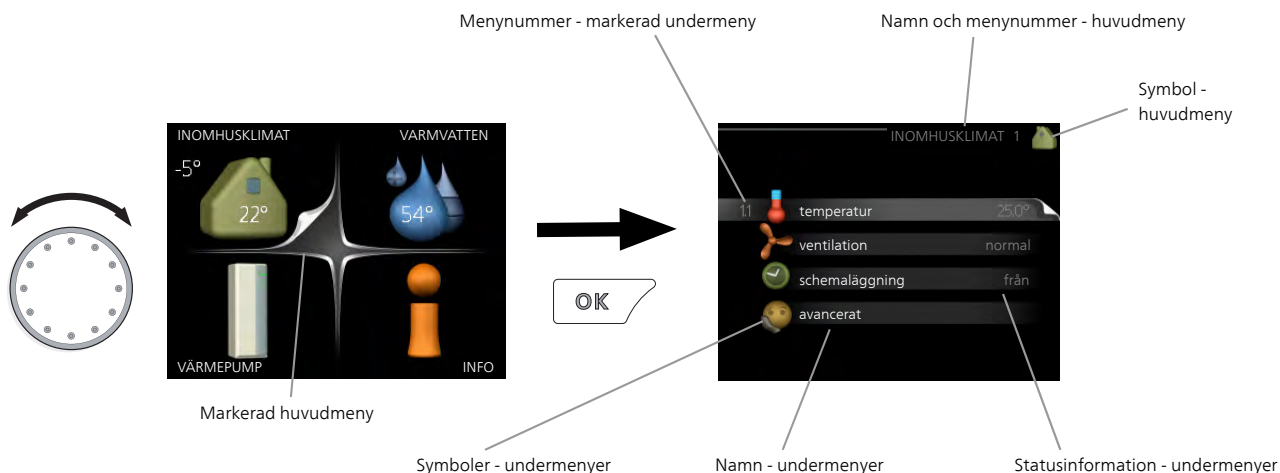 Menynummer - markerad undermeny
Namn och menynummer - huvudmeny
Symbol -
huvudmeny
INOMHUSKLIMAT
VARMVATTEN
-5°
22°
54°
VÄRMEPUMP
INFO
Markerad huvudmeny
OK
INOMHUSKLIMAT 1
1.1 temperatur 25.0°
ventilation normal
schemaläggning från
avancerat
Symboler - undermenyer
Namn - undermenyer
Statusinformation - undermenyer